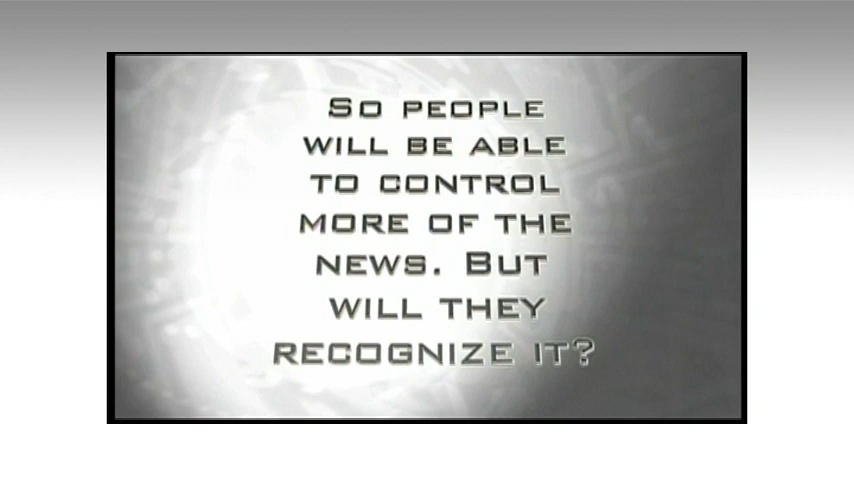 So people
will be able
to control
more of the
news. But
will they
recognize it?